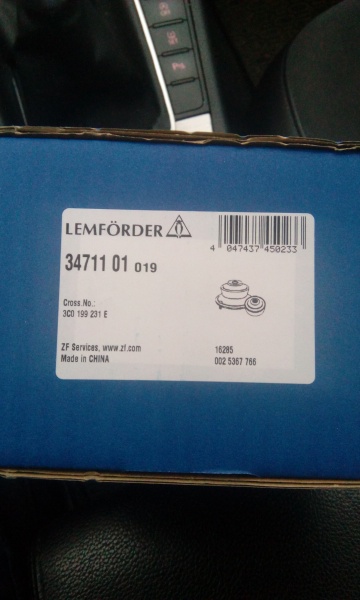 LEMFÖRDER
34711 01 019
4 047437 450233
Cross.No.:
3C0 199 231 E
ZF Services, www.zf.com
Made in CHINA
16285
002 5367 766